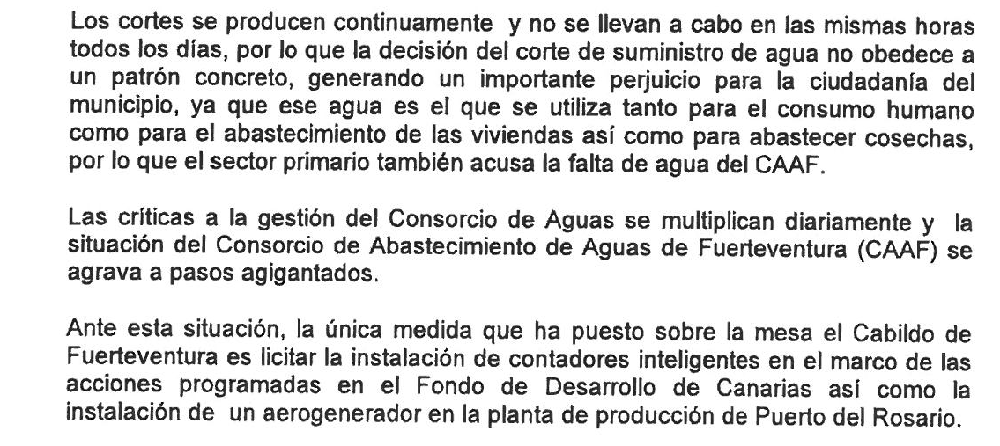 Los cortes se producen continuamente y no se llevan a cabo en las mismas horas
todos los días, por lo que la decisión del corte de suministro de agua no obedece a
un patrón concreto, generando un importante perjuicio para la ciudadanía del
municipio, ya que ese agua es el que se utiliza tanto para el consumo humano
como para el abastecimiento de las viviendas así como para abastecer cosechas,
por lo que el sector primario también acusa la falta de agua del CAAF.

Las críticas a la gestión del Consorcio de Aguas se multiplican diariamente y la
situación del Consorcio de Abastecimiento de Aguas de Fuerteventura (CAAF) se
agrava a pasos agigantados.

Ante esta situación, la única medida que ha puesto sobre la mesa el Cabildo de
Fuerteventura es licitar la instalación de contadores inteligentes en el marco de las
acciones programadas en el Fondo de Desarrollo de Canarias así como la
instalación de un aerogenerador en la planta de producción de Puerto del Rosario.